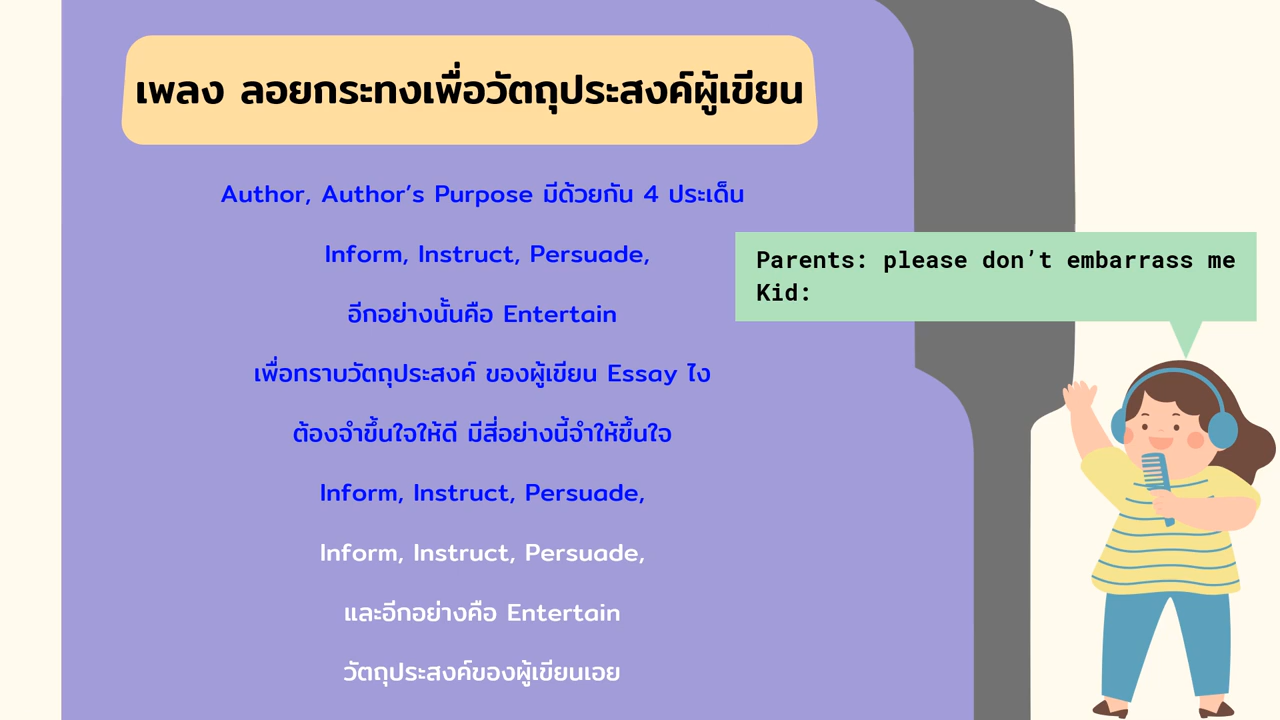 เพลง ลอยกระทงเพื่อวัตถุประสงค์ผู้เขียน
Author, Author’s Purpose มีด้วยกัน 4 ประเด็น
Inform, Instruct, Persuade,
อีกอย่างนั้นคือ Entertain
เพื่อทราบวัตถุประสงค์ ของผู้เขียน Essay ไง
ต้องจำขึ้นใจให้ดี มีสี่อย่างนี้จำให้ขึ้นใจ
Inform, Instruct, Persuade,
Inform, Instruct, Persuade,
และอีกอย่างคือ Entertain
วัตถุประสงค์ของผู้เขียนเอย
Parents: please don’t embarrass me
Kid: